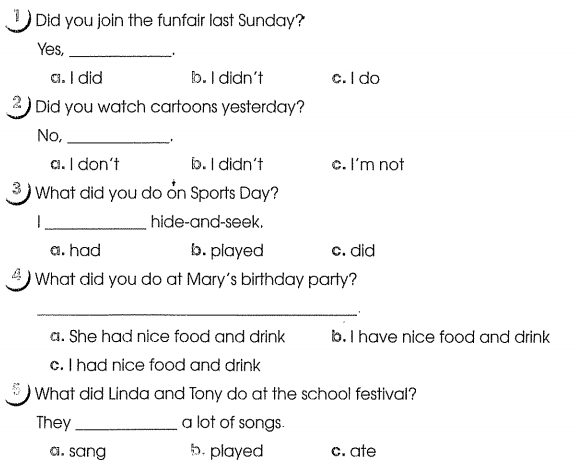 1) Did you join the funfair last Sunday?
Yes, ____________.
a. I did b. I didn't c. I do
2) Did you watch cartoons yesterday?
No, ____________.
a. I don't b. I didn't c. I'm not
3) What did you do on Sports Day?
I ____________ hide-and-seek.
a. had b. played c. did
4) What did you do at Mary's birthday party?
______________________________________.
a. She had nice food and drink b. I have nice food and drink
c. I had nice food and drink
5) What did Linda and Tony do at the school festival?
They ____________ a lot of songs.
a. sang b. played c. ate